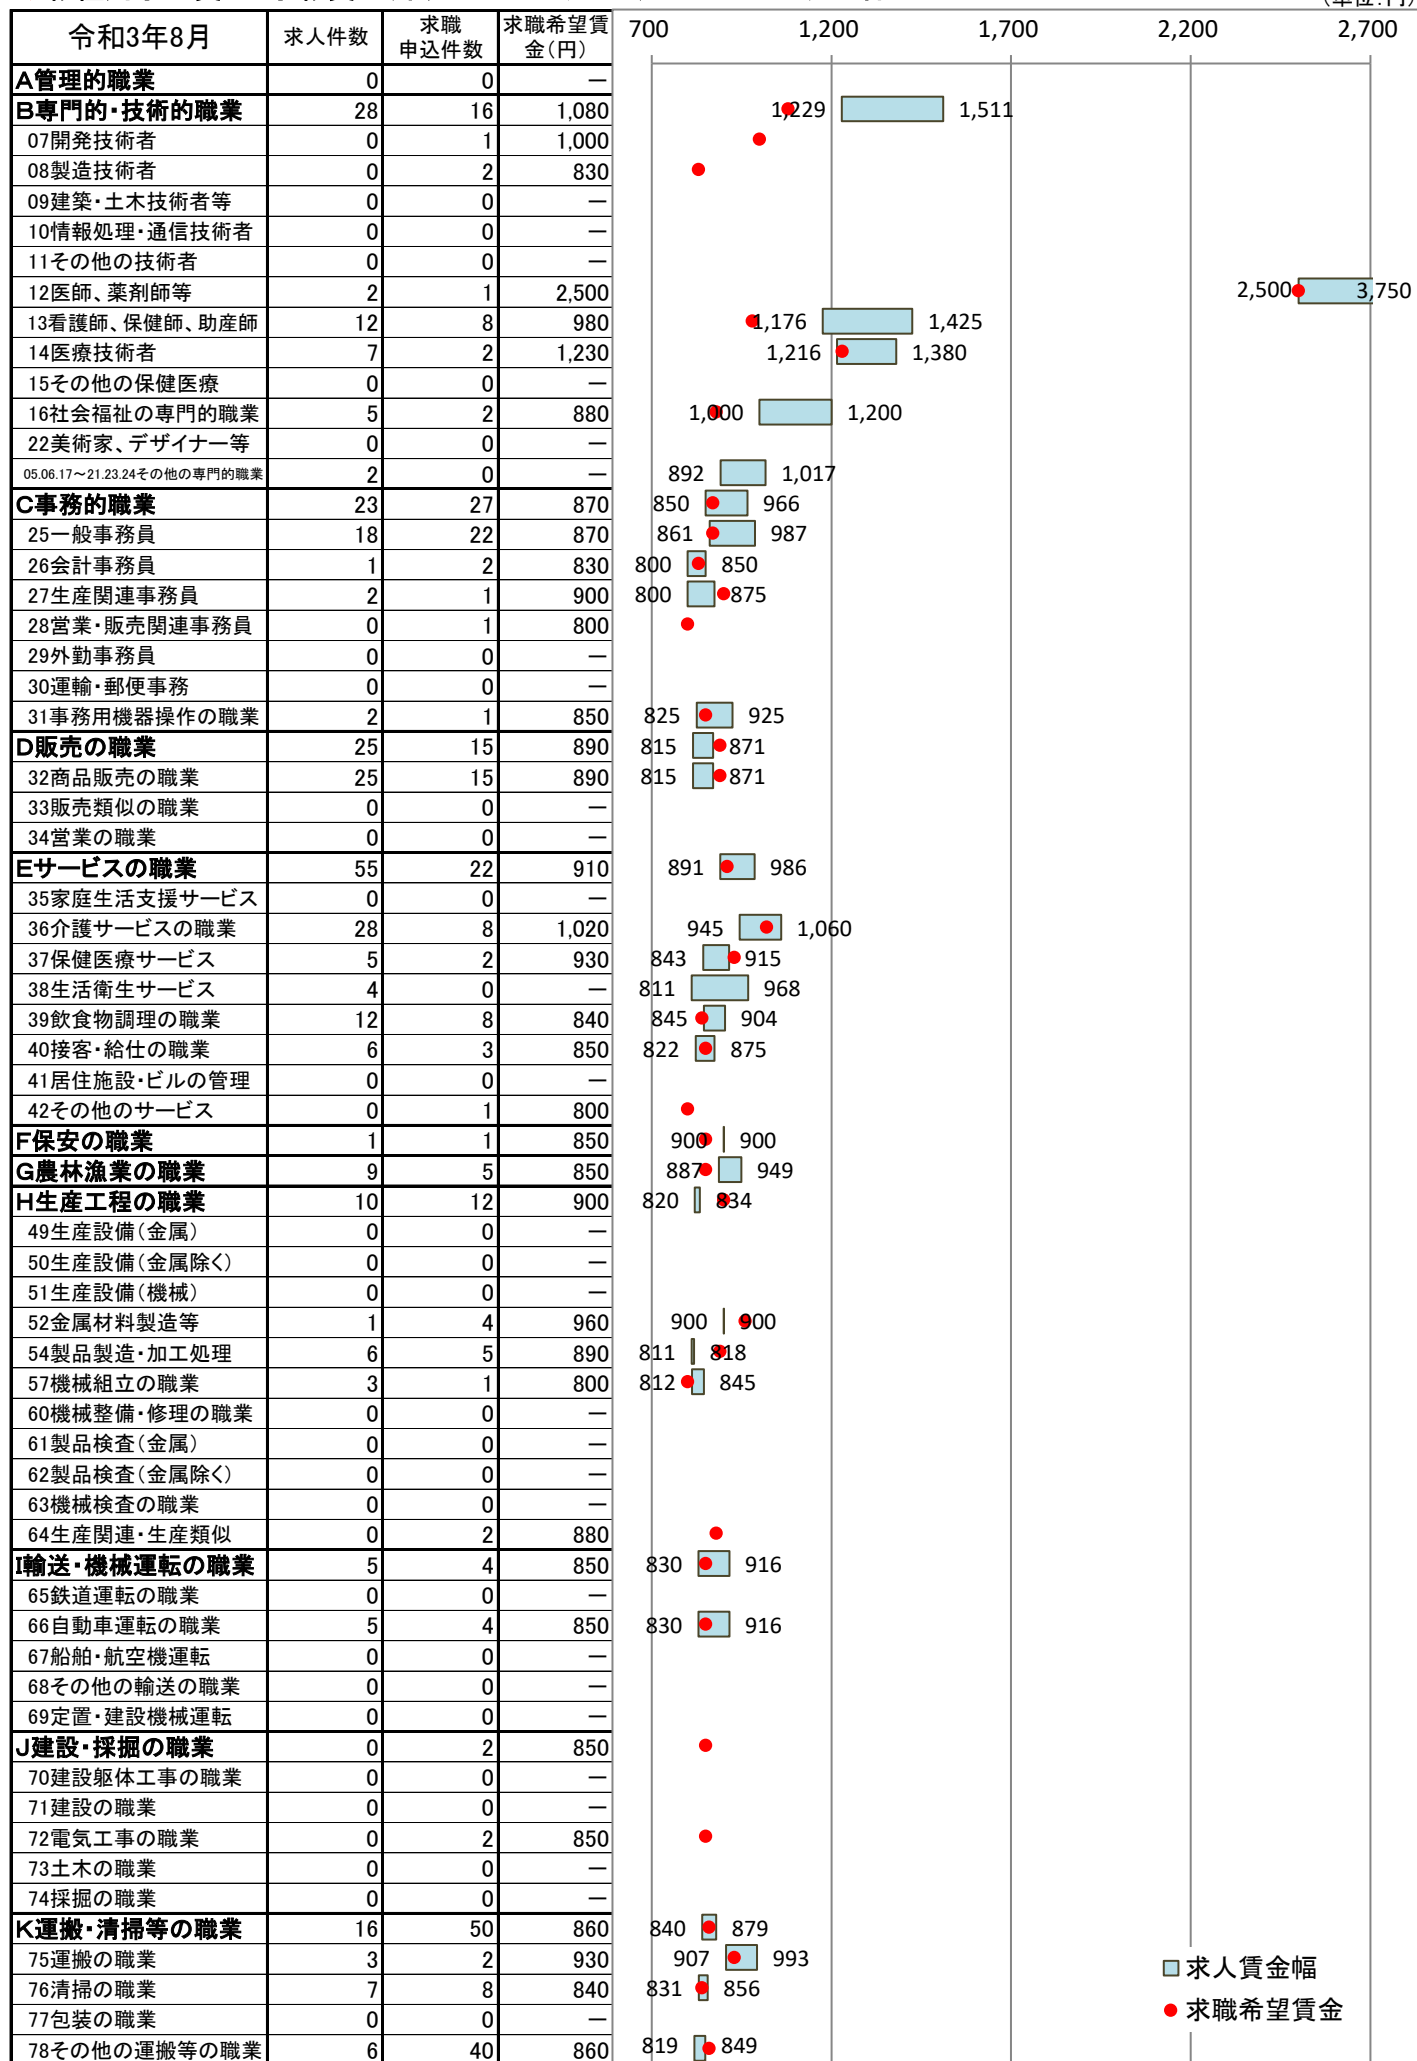 (単位:円)
令和3年8月 求人件数 求職申込件数 求職希望賃金(円) 700 1,200 1,700 2,200 2,700
A管理的職業 0 0 ―
B専門的・技術的職業 28 16 1,080 1,229 1,511
07開発技術者 0 1 1,000
08製造技術者 0 2 830
09建築・土木技術者等 0 0 ―
10情報処理・通信技術者 0 0 ―
11その他の技術者 0 0 ―
12医師、薬剤師等 2 1 2,500 2,500 3,750
13看護師、保健師、助産師 12 8 980 1,176 1,425
14医療技術者 7 2 1,230 1,216 1,380
15その他の保健医療 0 0 ―
16社会福祉の専門的職業 5 2 880 1,000 1,200
22美術家、デザイナー等 0 0 ―
05.06.17～21.23.24その他の専門的職業 2 0 ― 892 1,017
C事務的職業 23 27 870 850 966
25一般事務員 18 22 870 861 987
26会計事務員 1 2 830 800 850
27生産関連事務員 2 1 900 800 875
28営業・販売関連事務員 0 1 800
29外勤事務員 0 0 ―
30運輸・郵便事務 0 0 ―
31事務用機器操作の職業 2 1 850 825 925
D販売の職業 25 15 890 815 871
32商品販売の職業 25 15 890 815 871
33販売類似の職業 0 0 ―
34営業の職業 0 0 ―
Eサービスの職業 55 22 910 891 986
35家庭生活支援サービス 0 0 ―
36介護サービスの職業 28 8 1,020 945 1,060
37保健医療サービス 5 2 930 843 915
38生活衛生サービス 4 0 ― 811 968
39飲食物調理の職業 12 8 840 845 904
40接客・給仕の職業 6 3 850 822 875
41居住施設・ビルの管理 0 0 ―
42その他のサービス 0 1 800
F保安の職業 1 1 850 900 900
G農林漁業の職業 9 5 850 887 949
H生産工程の職業 10 12 900 820 834
49生産設備(金属) 0 0 ―
50生産設備(金属除く) 0 0 ―
51生産設備(機械) 0 0 ―
52金属材料製造等 1 4 960 900 900
54製品製造・加工処理 6 5 890 811 818
57機械組立の職業 3 1 800 812 845
60機械整備・修理の職業 0 0 ―
61製品検査(金属) 0 0 ―
62製品検査(金属除く) 0 0 ―
63機械検査の職業 0 0 ―
64生産関連・生産類似 0 2 880
I輸送・機械運転の職業 5 4 850 830 916
65鉄道運転の職業 0 0 ―
66自動車運転の職業 5 4 850 830 916
67船舶・航空機運転 0 0 ―
68その他の輸送の職業 0 0 ―
69定置・建設機械運転 0 0 ―
J建設・採掘の職業 0 2 850
70建設躯体工事の職業 0 0 ―
71建設の職業 0 0 ―
72電気工事の職業 0 2 850
73土木の職業 0 0 ―
74採掘の職業 0 0 ―
K運搬・清掃等の職業 16 50 860 840 879
75運搬の職業 3 2 930 907 993
求人賃金幅
76清掃の職業 7 8 840 831 856
求職希望賃金
77包装の職業 0 0 ―
78その他の運搬等の職業 6 40 860 819 849